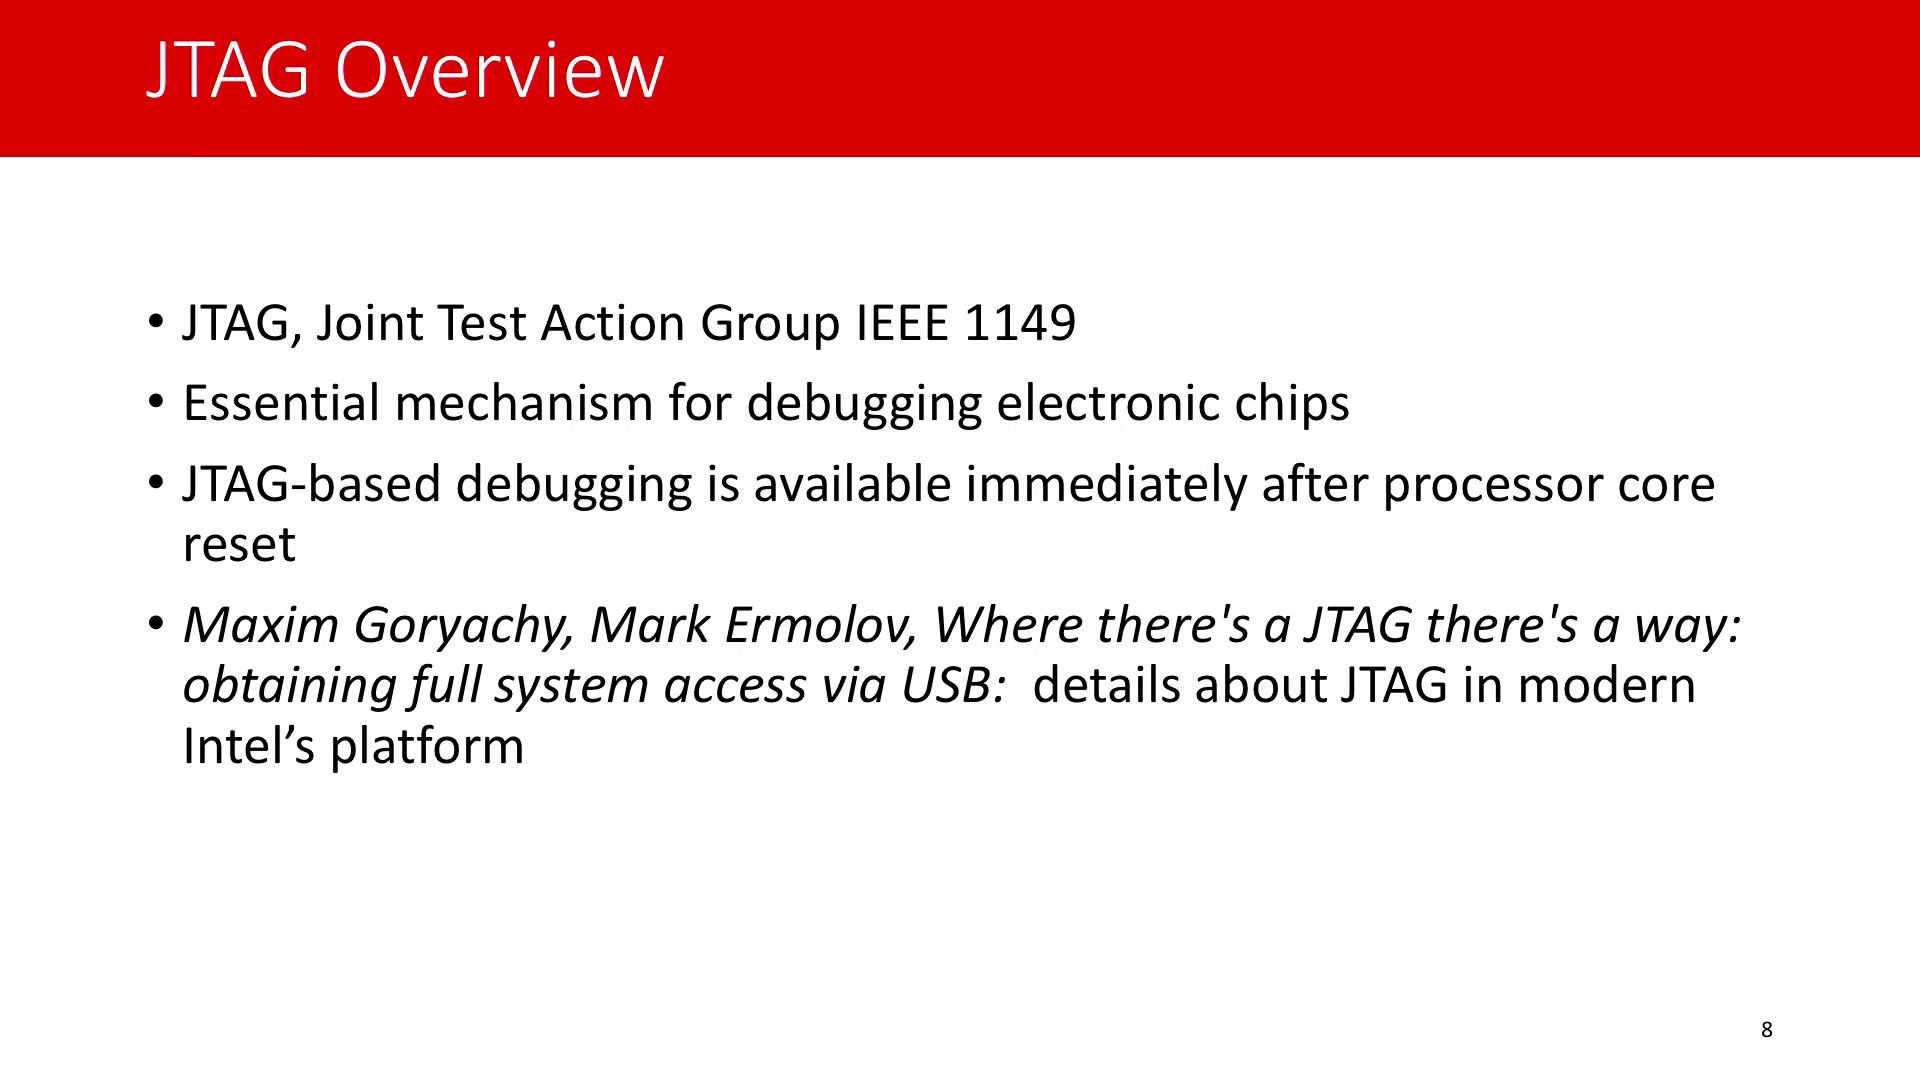 JTAG Overview
• JTAG, Joint Test Action Group IEEE 1149
• Essential mechanism for debugging electronic chips
• JTAG-based debugging is available immediately after processor core
reset
• Maxim Goryachy, Mark Ermolov, Where there's a JTAG there's a way:
obtaining full system access via USB:  details about JTAG in modern
Intel’s platform
8